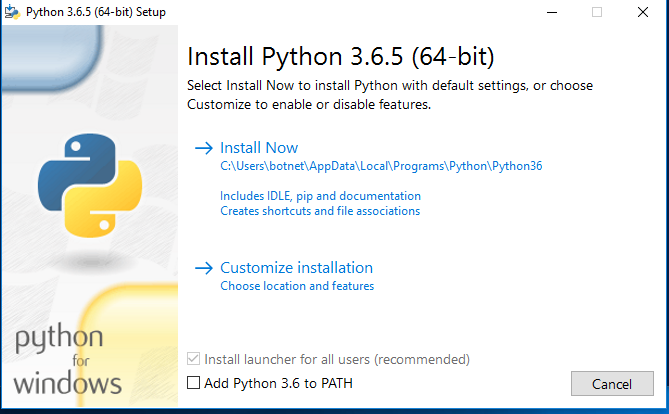 Python 3.6.5 (64-bit) Setup
Install Python 3.6.5 (64-bit)
Select Install Now to install Python with default settings, or choose
Customize to enable or disable features.
Install Now
C:\Users\botnet\AppData\Local\Programs\Python\Python36
Includes IDLE, pip and documentation
Creates shortcuts and file associations
Customize installation
Choose location and features
python
for
windows
Install launcher for all users (recommended)
Add Python 3.6 to PATH
Cancel